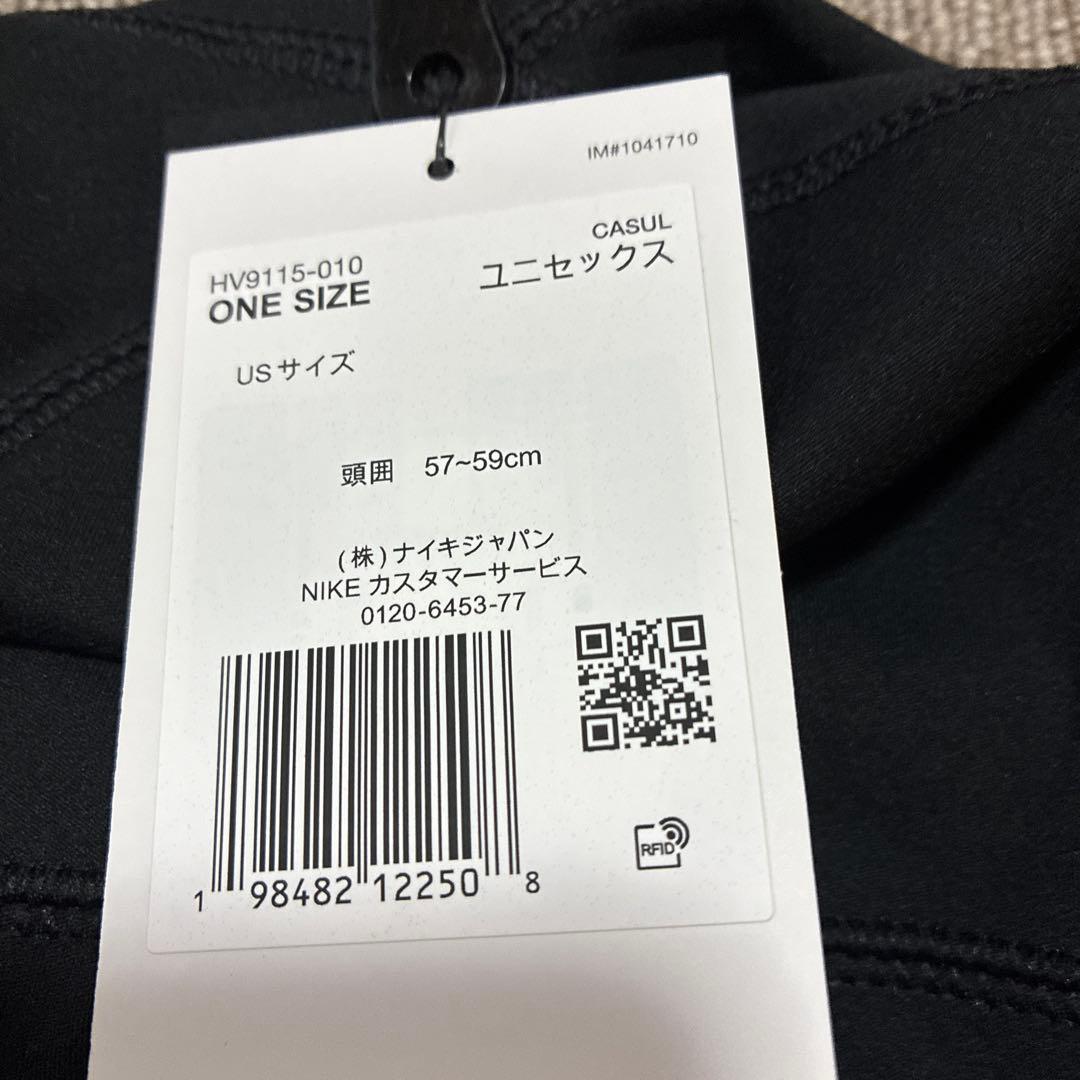 IM#1041710
CASUL
HV9115-010
ユニセックス
ONE SIZE
USサイズ
頭囲 57~59cm
(株)ナイキジャパン
NIKE カスタマーサービス
0120-6453-77
1 98482 12250 8
RFID